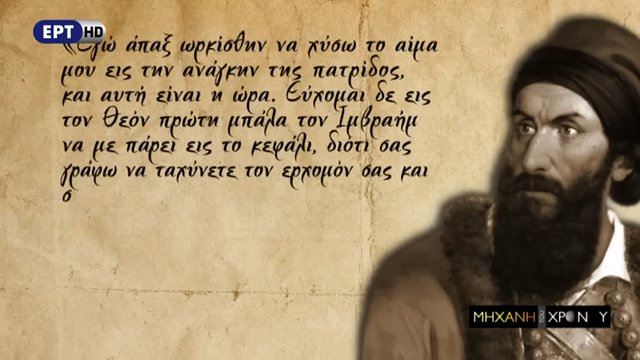 ΕΡΤ HD
«Εγώ άπαξ ωρκίσθην να χύσω το αίμα
μου εις την ανάγκην της πατρίδος,
και αυτή είναι η ώρα. Εύχομαι δε εις
τον Θεόν πρώτη μπάλα τον Ιμβραήμ
να με πάρει εις το κεφάλι, διότι σας
γράφω να ταχύνετε τον ερχομόν σας και
σ
ΜΗΧΑΝΗ του ΧΡΟΝΟΥ